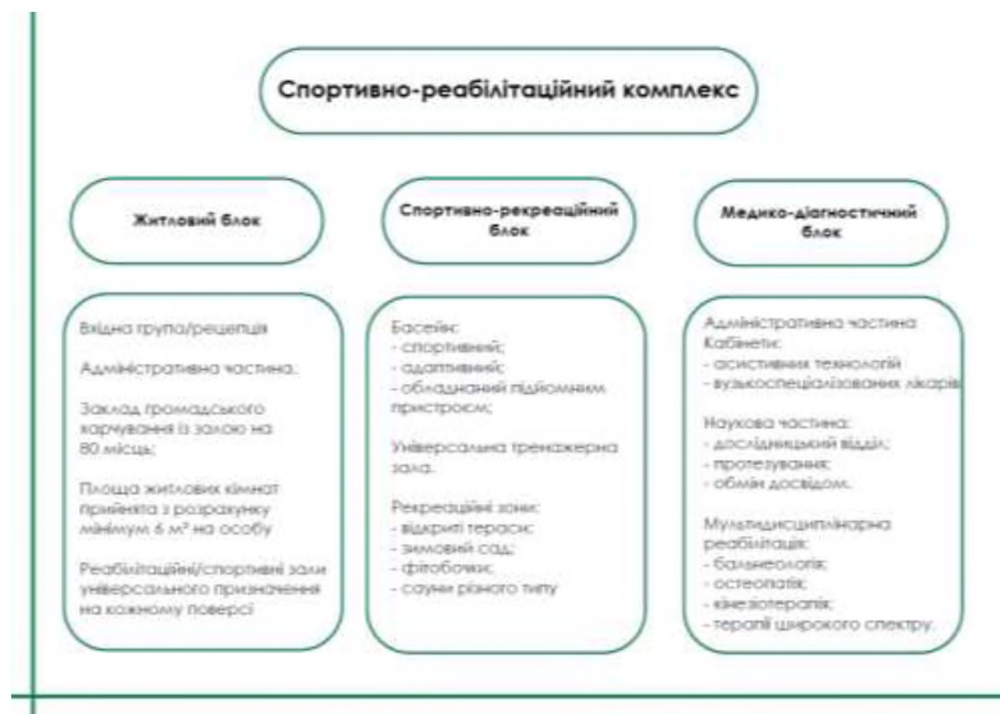 Спортивно-реабілітаційний комплекс
Житловий блок
Вхідна група/рецепція
Адміністративна частина.
Заклад громадського
харчування із залою на
80 місць;
Площа житлових кімнат
прийнята з розрахунку
мінімум 6 м² на особу
Реабілітаційні/спортивні зали
універсального призначення
на кожному поверсі
Спортивно-рекреаційний
блок
Басейн:
- спортивний;
- адаптивний;
- обладнаний підйомним
пристроєм;
Універсальна тренажерна
зала.
Рекреаційні зони:
- відкриті тераси;
- зимовий сад;
- фітобочки;
- сауни різного типу
Медико-діагностичний
блок
Адміністративна частина
Кабінети:
- асистивних технологій
- вузькоспеціалізованих лікарів
Наукова частина:
- дослідницький відділ;
- протезування;
- обмін досвідом.
Мультидисциплінарна
реабілітація:
- бальнеологія;
- остеопатія;
- кінезіотерапія;
- терапії широкого спектру.